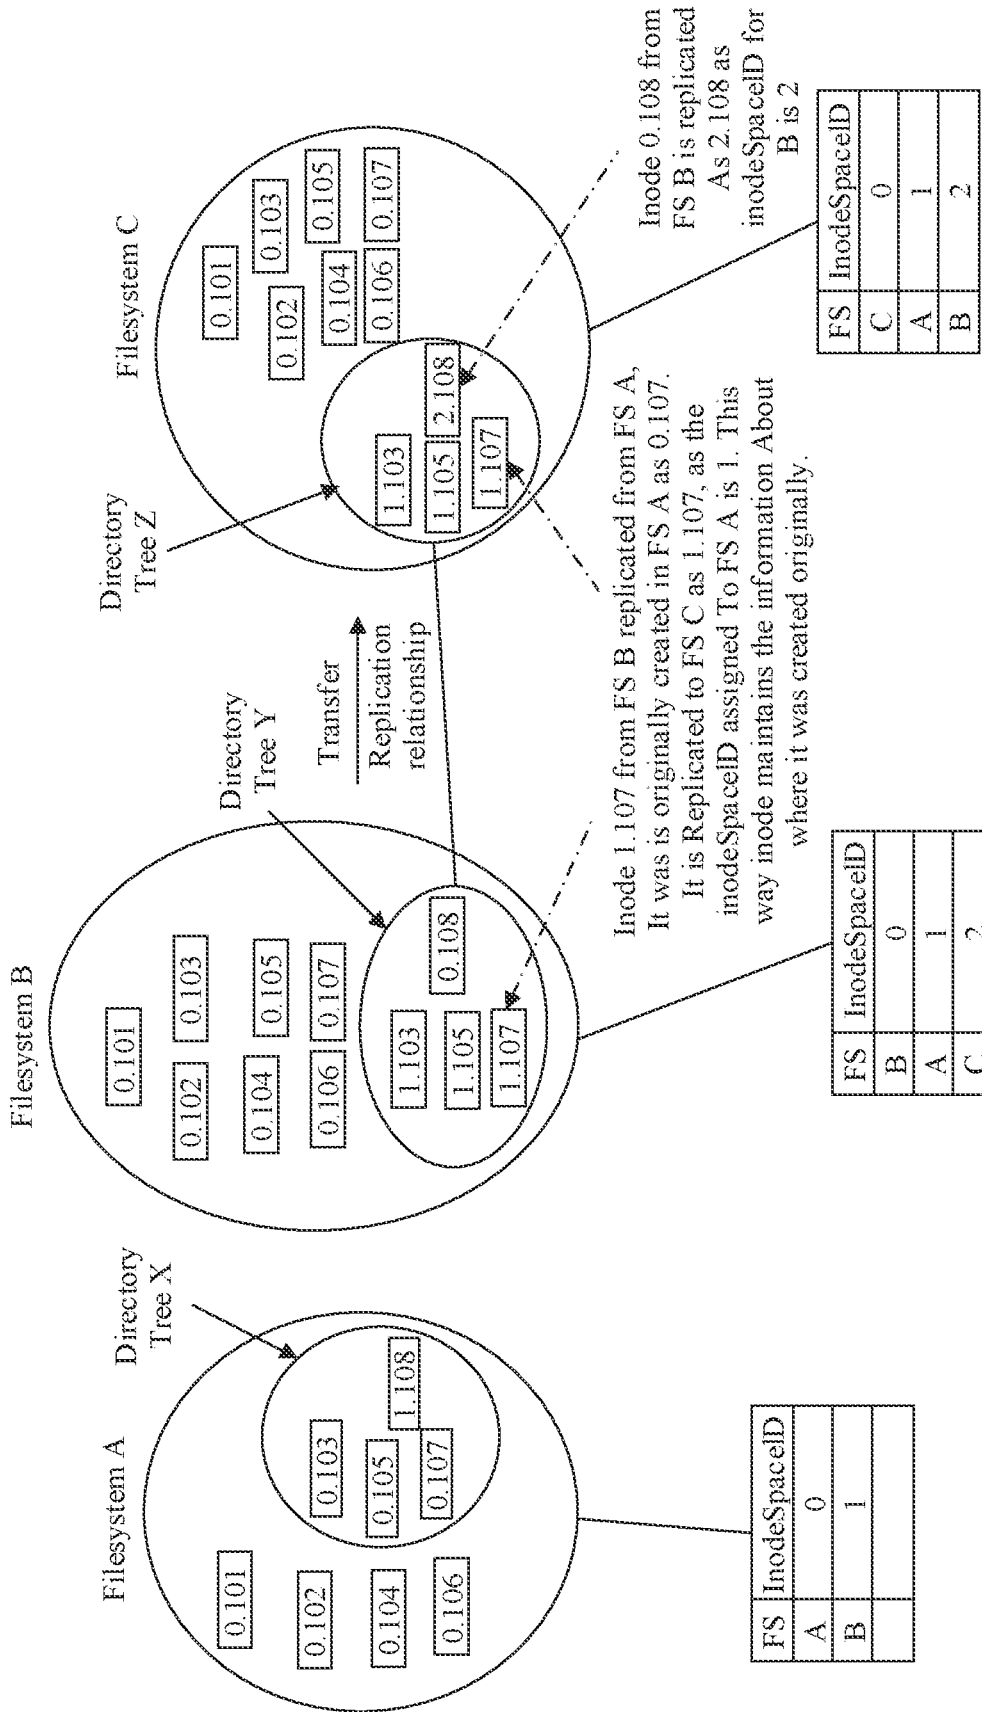 Filesystem A
0.101
0.102
0.104
0.106
Directory
Tree X
0.103
0.105
0.107
1.108
FS InodeSpaceID
A 0
B 1
Filesystem B
0.101
0.102
0.103
0.104
0.105
0.106
0.107
Directory
Tree Y
1.103
1.105
1.107
0.108
FS InodeSpaceID
B 0
A 1
C 2
Transfer
Replication
relationship
Filesystem C
0.101
0.102
0.103
0.104
0.105
0.106
0.107
Directory
Tree Z
1.103
1.105
2.108
1.107
Inode 1.107 from FS B replicated from FS A,
It was is originally created in FS A as 0.107.
It is Replicated to FS C as 1.107, as the
inodeSpaceID assigned To FS A is 1. This
way inode maintains the information About
where it was created originally.
Inode 0.108 from
FS B is replicated
As 2.108 as
inodeSpaceID for
B is 2
FS InodeSpaceID
C 0
A 1
B 2